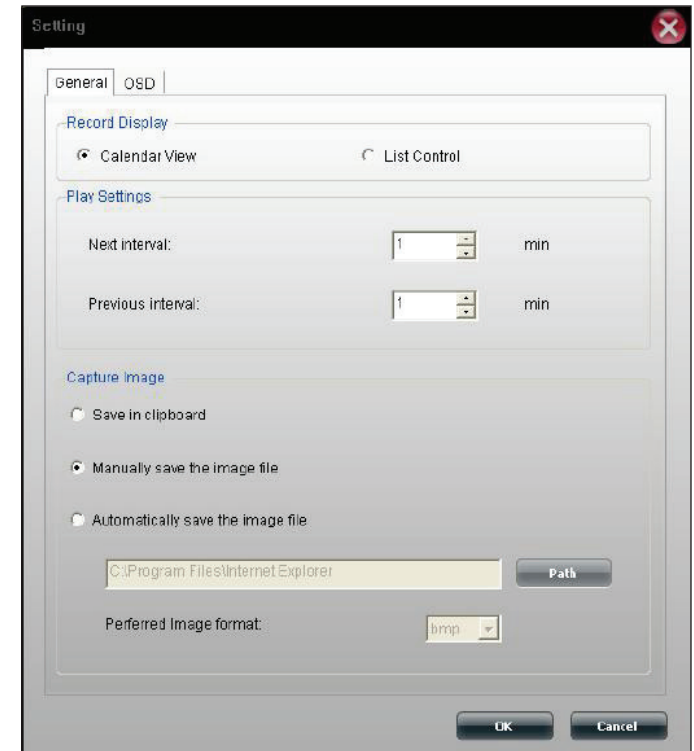 Setting
General OSD
Record Display
Calendar View List Control
Play Settings
Next interval: 1 min
Previous interval: 1 min
Capture Image
Save in clipboard
Manually save the image file
Automatically save the image file
C:\Program Files\Internet Explorer Path
Perferred Image format: bmp
OK Cancel